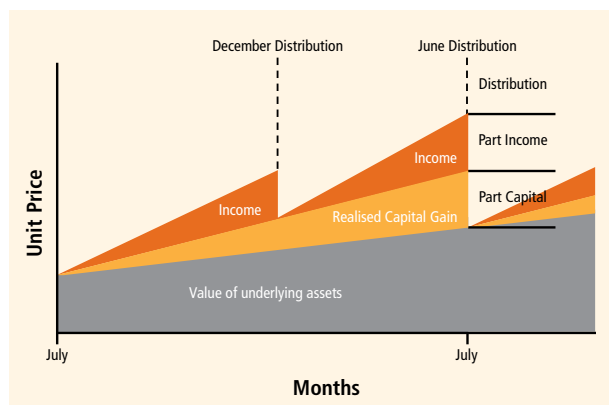 December Distribution
June Distribution
Distribution
Part Income
Part Capital
Income
Income
Realised Capital Gain
Value of underlying assets
Unit Price
July
July
Months